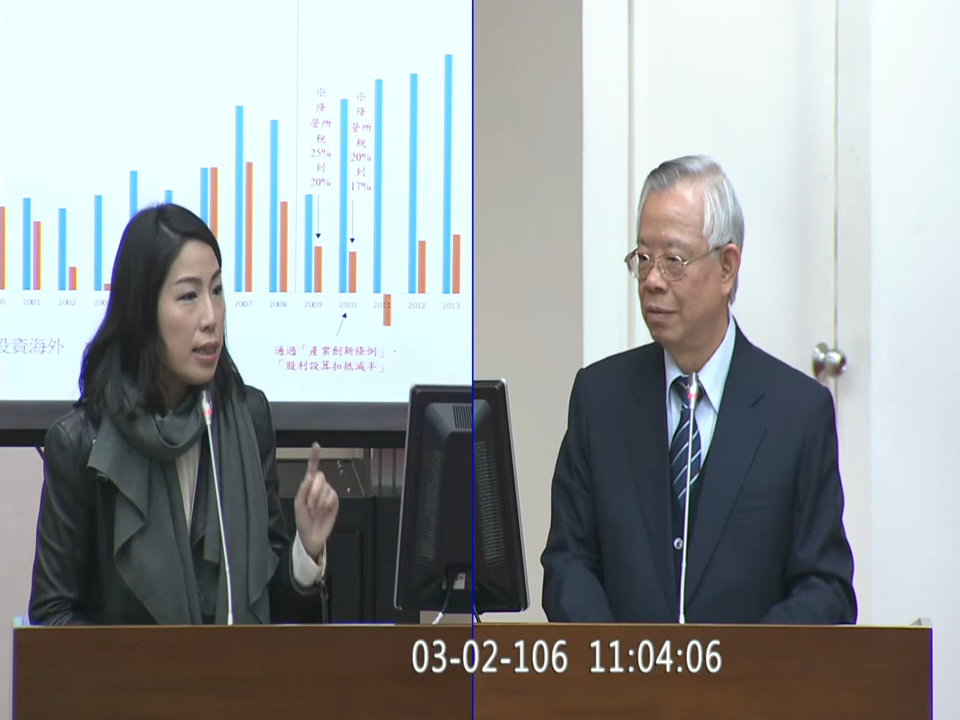 ※
降
營所
稅
25%
到
20%
※
降
營所
稅
20%
到
17%
2001
2002
2007
2008
2009
2010
2011
2012
2013
投資海外
通過「產業創新條例」、
「股利設算扣抵減半」
03-02-106 11:04:06